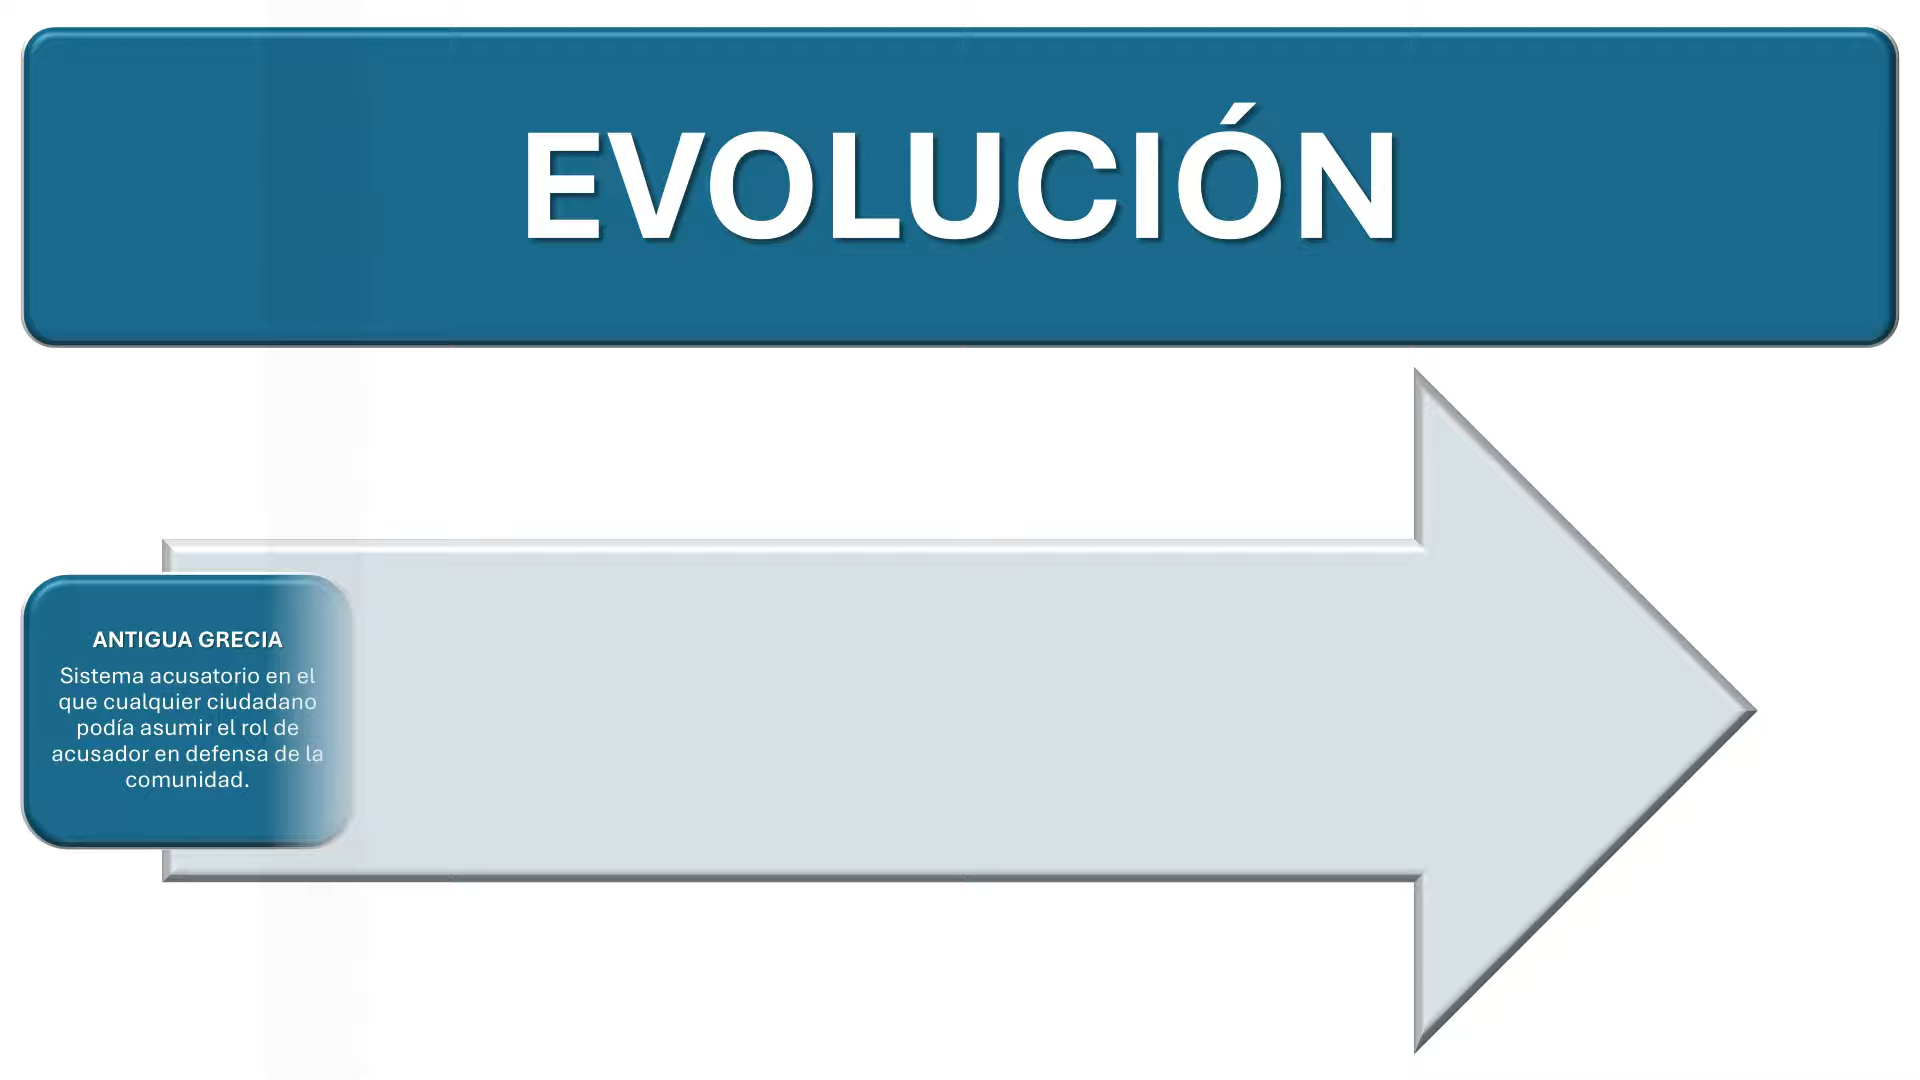 EVOLUCIÓN
ANTIGUA GRECIA
Sistema acusatorio en el
que cualquier ciudadano
podía asumir el rol de
acusador en defensa de la
comunidad.